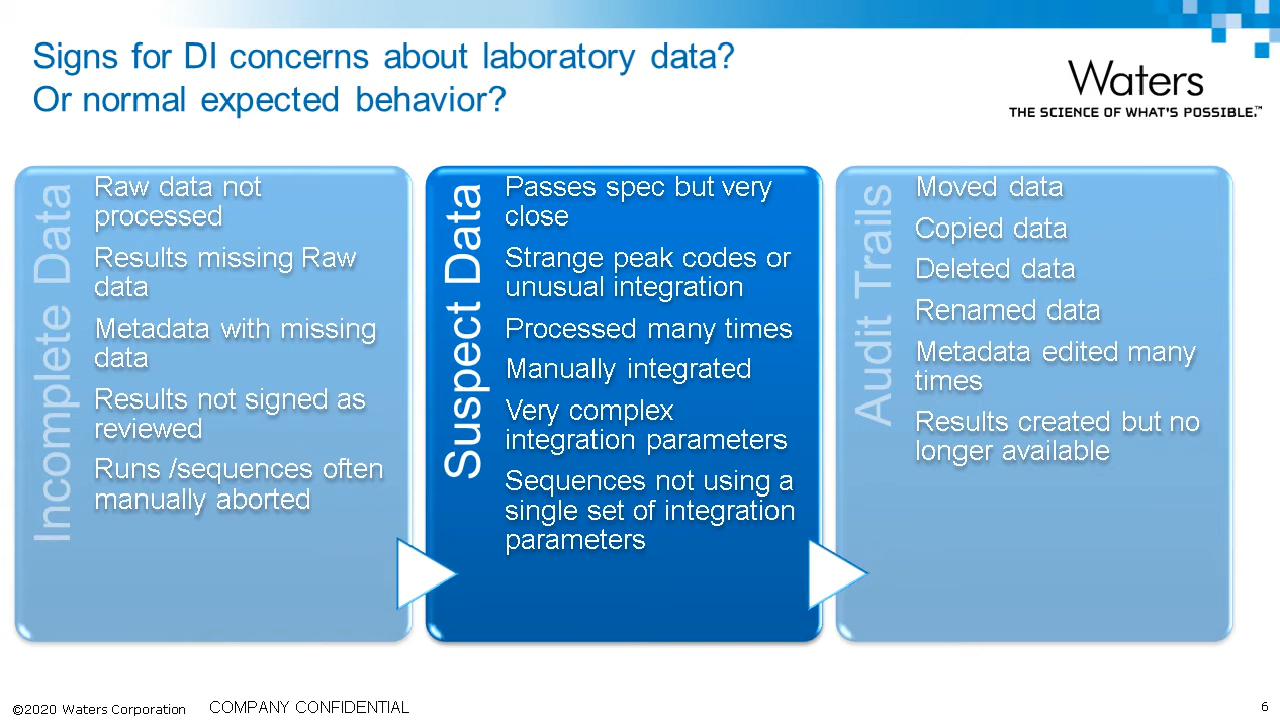 Signs for DI concerns about laboratory data?
Or normal expected behavior?
Waters
THE SCIENCE OF WHAT'S POSSIBLE.™
Incomplete Data
Raw data not
processed
Results missing Raw
data
Metadata with missing
data
Results not signed as
reviewed
Runs /sequences often
manually aborted
Suspect Data
Passes spec but very
close
Strange peak codes or
unusual integration
Processed many times
Manually integrated
Very complex
integration parameters
Sequences not using a
single set of integration
parameters
Audit Trails
Moved data
Copied data
Deleted data
Renamed data
Metadata edited many
times
Results created but no
longer available
©2020 Waters Corporation COMPANY CONFIDENTIAL
6